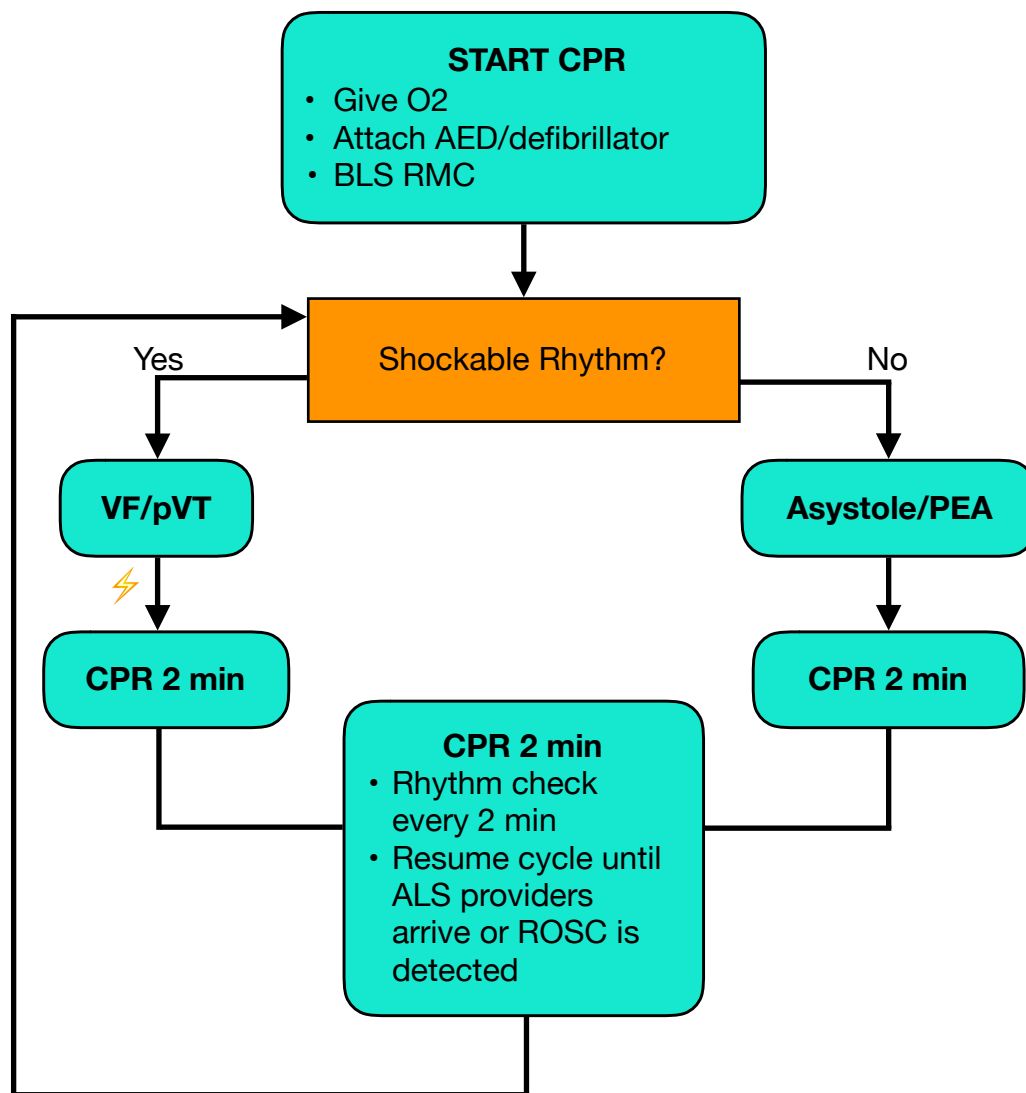 START CPR
• Give O2
• Attach AED/defibrillator
• BLS RMC
Shockable Rhythm?
Yes
No
VF/pVT
Asystole/PEA
CPR 2 min
CPR 2 min
CPR 2 min
• Rhythm check
every 2 min
• Resume cycle until
ALS providers
arrive or ROSC is
detected